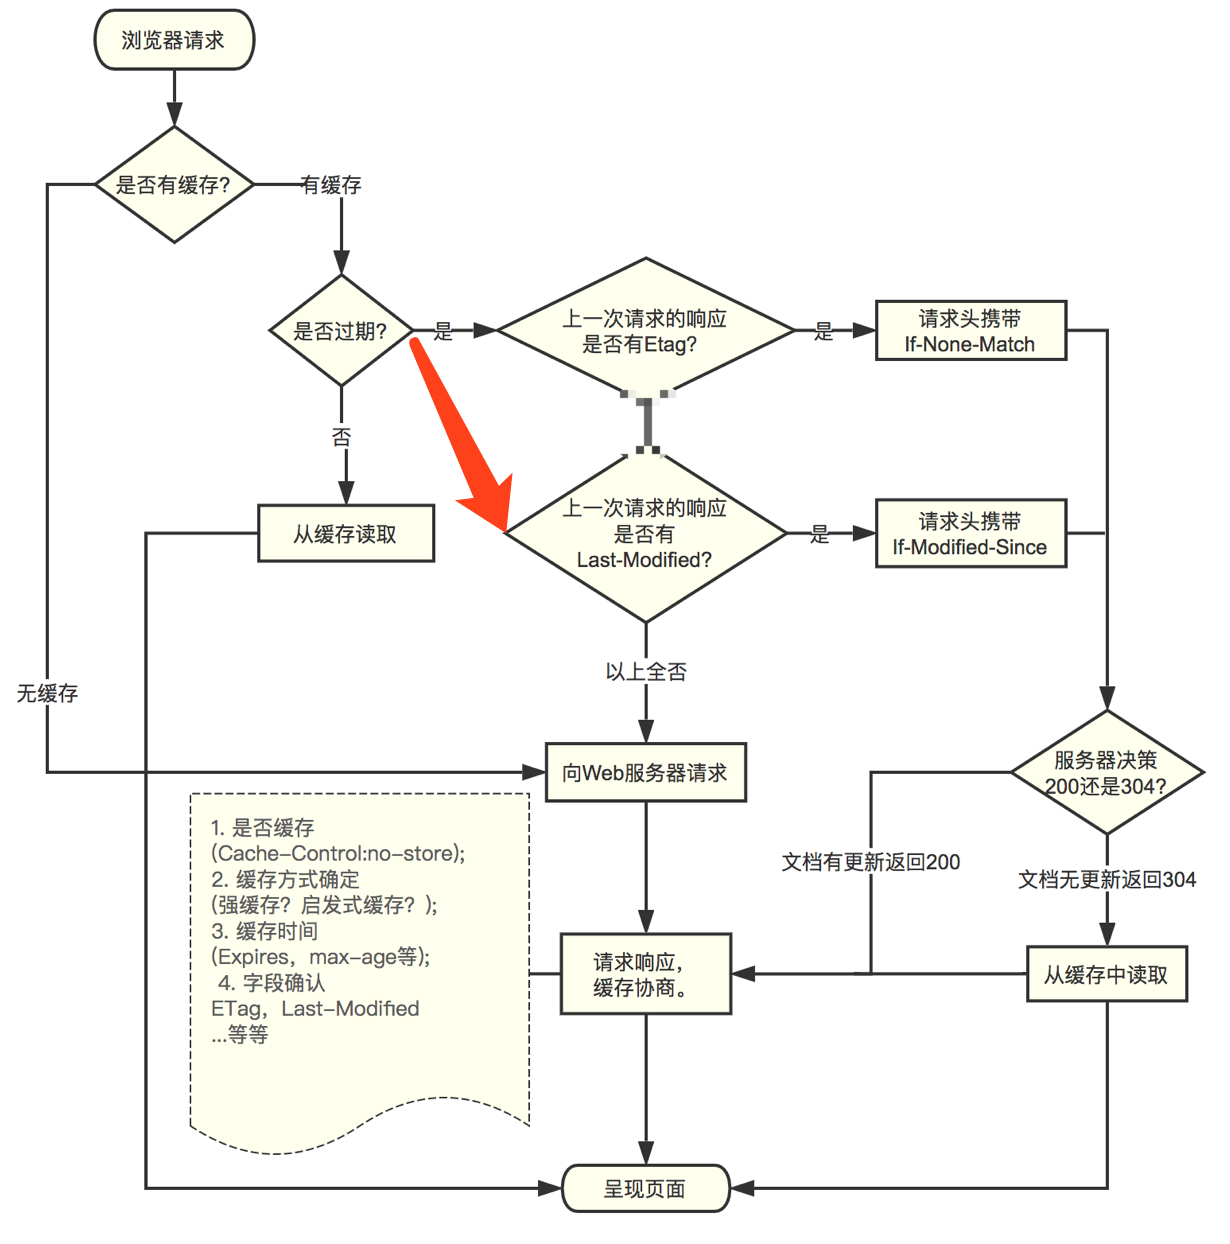 浏览器请求
是否有缓存?
有缓存
是否过期?
是
上一次请求的响应
是否有Etag?
是
请求头携带
If-None-Match
否
从缓存读取
上一次请求的响应
是否有
Last-Modified?
是
请求头携带
If-Modified-Since
以上全否
无缓存
向Web服务器请求
服务器决策
200还是304?
文档有更新返回200
文档无更新返回304
1. 是否缓存
(Cache-Control:no-store);
2. 缓存方式确定
(强缓存？启发式缓存？);
3. 缓存时间
(Expires，max-age等);
4. 字段确认
ETag，Last-Modified
...等等
请求响应，
缓存协商。
从缓存中读取
呈现页面